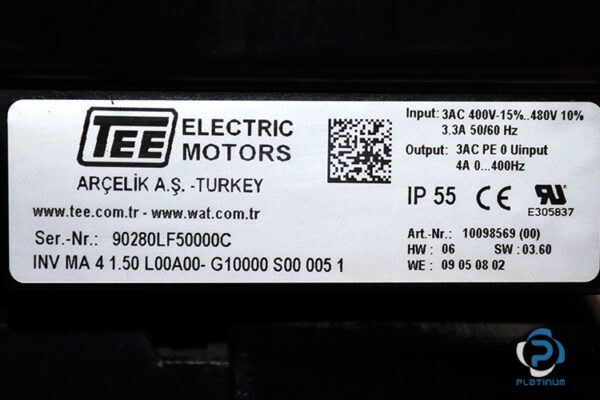 TEE ELECTRIC MOTORS
ARÇELİK A.Ş. -TURKEY
www.tee.com.tr - www.wat.com.tr
Ser.-Nr.: 90280LF50000C
INV MA 4 1.50 L00A00- G10000 S00 005 1
Input: 3AC 400V-15%..480V 10%
3.3A 50/60 Hz
Output: 3AC PE 0 Uinput
4A 0...400Hz
IP 55 CE RU
E305837
Art.-Nr.: 10098569 (00)
HW : 06 SW : 03.60
WE : 09 05 08 02
PLATINUM